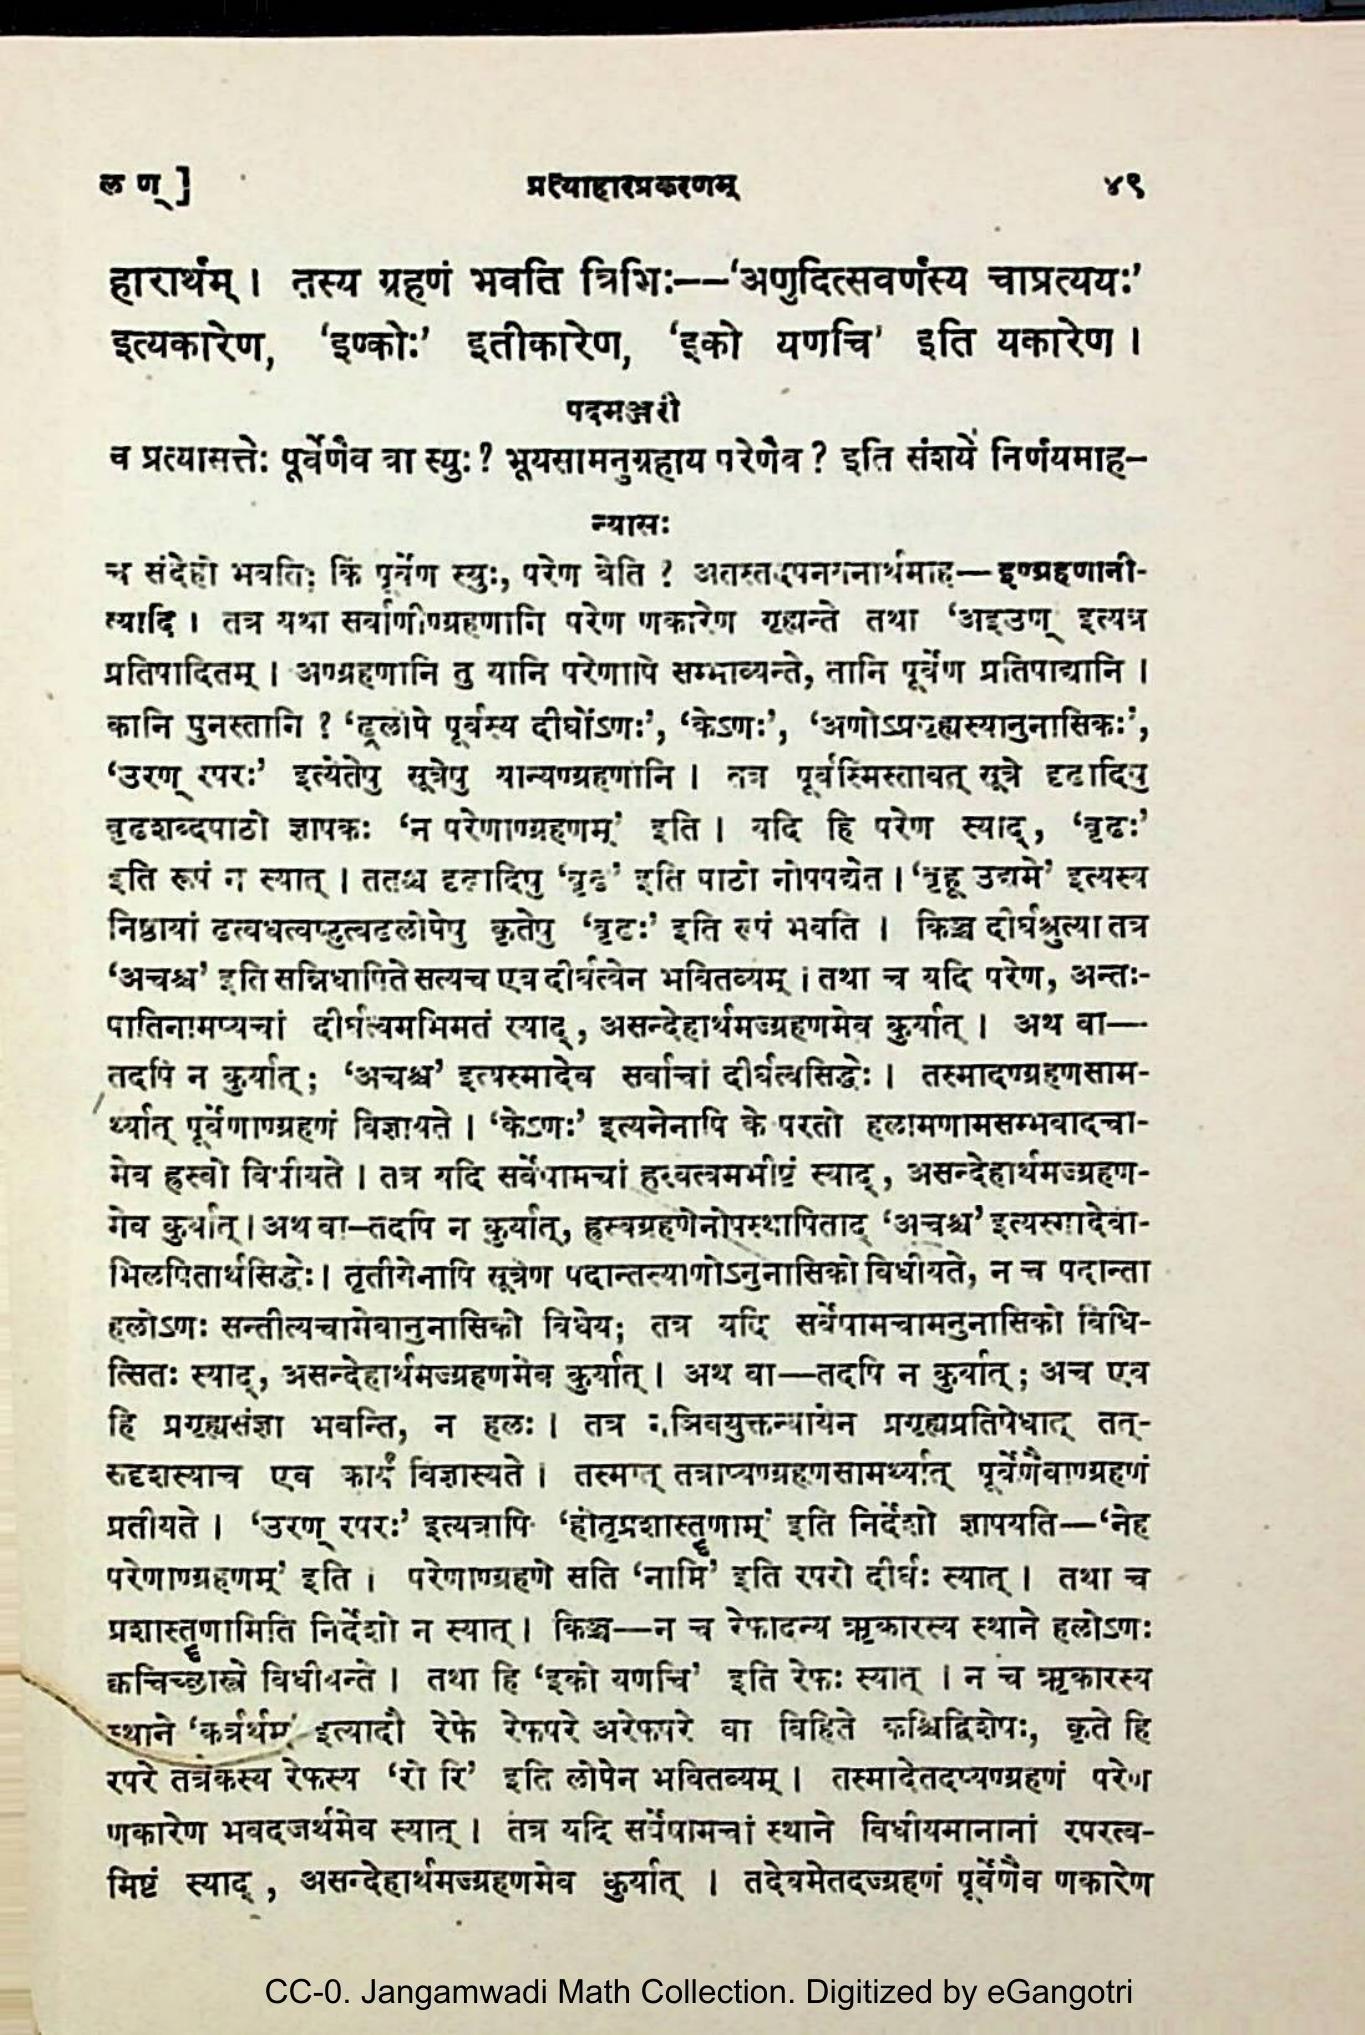 ल ण् ] प्रत्याहारप्रकरणम् ४९
हारार्थम् । तस्य ग्रहणं भवति त्रिभिः––‘अणुदित्सवर्णस्य चाप्रत्ययः’
इत्यकारेण, ‘इण्कोः’ इतीकारेण, ‘इको यणचि’ इति यकारेण ।
पदमञ्जरी
व प्रत्यासत्तेः पूर्वेणैव वा स्युः ? भूयसामनुग्रहाय परेणैव ? इति संशये निर्णयमाह–
न्यासः
च संदेहो भवति; किं पूर्वेण स्युः, परेण वेति ? अतस्तदपनयनार्थमाह—इण्ग्रहणानी-
त्यादि । तत्र यथा सर्वाणीण्ग्रहणानि परेण णकारेण गृह्यन्ते तथा ‘अइउण् इत्यत्र
प्रतिपादितम् । अण्ग्रहणानि तु यानि परेणापि सम्भाव्यन्ते, तानि पूर्वेण प्रतिपाद्यानि ।
कानि पुनस्तानि ? ‘ढ्रलोपे पूर्वस्य दीर्घोऽणः’, ‘केऽणः’, ‘अणोऽप्रगृह्यस्यानुनासिकः’,
‘उरण् रपरः’ इत्येतेषु सूत्रेषु यान्यण्ग्रहणानि । तत्र पूर्वस्मिस्तावत् सूत्रे दृढादिषु
वृढशब्दपाठो ज्ञापकः ‘न परेणाण्ग्रहणम्’ इति । यदि हि परेण स्याद्, ‘वृढः’
इति रूपं न स्यात् । ततश्च दृढादिषु ‘वृढ’ इति पाठो नोपपद्येत । ‘वृहू उद्यमे’ इत्यस्य
निष्ठायां ढत्वधत्वष्टुत्वढलोपेषु कृतेषु ‘वृढः’ इति रूपं भवति । किञ्च दीर्घश्रुत्या तत्र
‘अचश्च’ इति सन्निधापिते सत्यच एव दीर्घत्वेन भवितव्यम् । तथा च यदि परेण, अन्तः-
पातिनामप्यचां दीर्घत्वमभिमतं स्याद्, असन्देहार्थमज्ग्रहणमेव कुर्यात् । अथ वा—
तदपि न कुर्यात्; ‘अचश्च’ इत्यस्मादेव सर्वाचां दीर्घत्वसिद्धेः । तस्मादण्ग्रहणसाम-
र्थ्यात् पूर्वेणाण्ग्रहणं विज्ञायते । ‘केऽणः’ इत्यनेनापि के परतो हलामणामसम्भवादचा-
मेव ह्रस्वो विधीयते । तत्र यदि सर्वेषामचां ह्रस्वत्वमभीष्टं स्याद्, असन्देहार्थमज्ग्रहण-
मेव कुर्यात् । अथ वा–तदपि न कुर्यात्, ह्रस्वग्रहणेनोपस्थापिताद् ‘अचश्च’ इत्यस्मादेवा-
भिलषितार्थसिद्धेः । तृतीयेनापि सूत्रेण पदान्तस्याणोऽनुनासिको विधीयते, न च पदान्ता
हलोऽणः सन्तीत्यचामेवानुनासिको विधेयः; तत्र यदि सर्वेषामचामनुनासिको विधि-
त्सितः स्याद्, असन्देहार्थमज्ग्रहणमेव कुर्यात् । अथ वा—तदपि न कुर्यात्; अच एव
हि प्रगृह्यसंज्ञा भवन्ति, न हलः । तत्र नञिवयुक्तन्यायेन प्रगृह्यप्रतिषेधात् तत्-
सदृशस्याच एव कार्यं विज्ञास्यते । तस्मात् तत्राप्यण्ग्रहणसामर्थ्यात् पूर्वेणैवाण्ग्रहणं
प्रतीयते । ‘उरण् रपरः’ इत्यत्रापि ‘होतृप्रशास्तॄणाम्’ इति निर्देशो ज्ञापयति—‘नेह
परेणाण्ग्रहणम्’ इति । परेणाण्ग्रहणे सति ‘नामि’ इति रपरो दीर्घः स्यात् । तथा च
प्रशास्तॄणामिति निर्देशो न स्यात् । किञ्च—न च रेफादन्य ऋकारस्य स्थाने हलोऽणः
क्वचिच्छास्त्रे विधीयन्ते । तथा हि ‘इको यणचि’ इति रेफः स्यात् । न च ऋकारस्य
स्थाने ‘कर्त्रर्थम्’ इत्यादौ रेफे रेफपरे अरेफपरे वा विहिते कश्चिद्विशेषः, कृते हि
रपरे तत्रैकस्य रेफस्य ‘रो रि’ इति लोपेन भवितव्यम् । तस्मादेतदप्यण्ग्रहणं परेण
णकारेण भवदजर्थमेव स्यात् । तत्र यदि सर्वेषामचां स्थाने विधीयमानानां रपरत्व-
मिष्टं स्याद्, असन्देहार्थमज्ग्रहणमेव कुर्यात् । तदेवमेतदज्ग्रहणं पूर्वेणैव णकारेण
CC-0. Jangamwadi Math Collection. Digitized by eGangotri